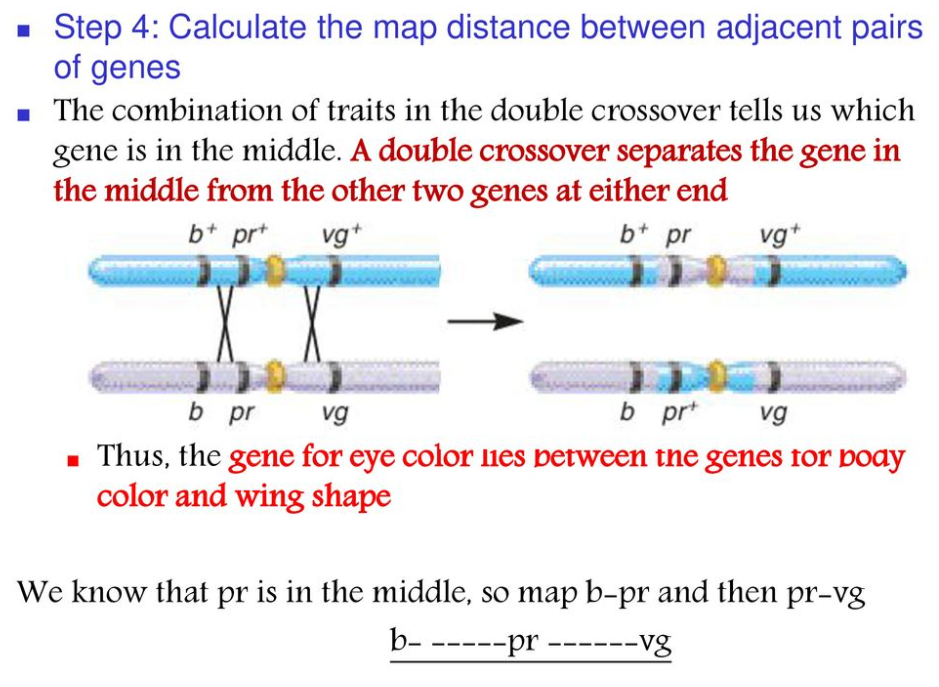 Step 4: Calculate the map distance between adjacent pairs
of genes
The combination of traits in the double crossover tells us which
gene is in the middle. A double crossover separates the gene in
the middle from the other two genes at either end
b⁺ pr⁺ vg⁺ b⁺ pr vg⁺
b pr vg b pr⁺ vg
Thus, the gene for eye color lies between the genes for body
color and wing shape
We know that pr is in the middle, so map b-pr and then pr-vg
b- -----pr ------vg